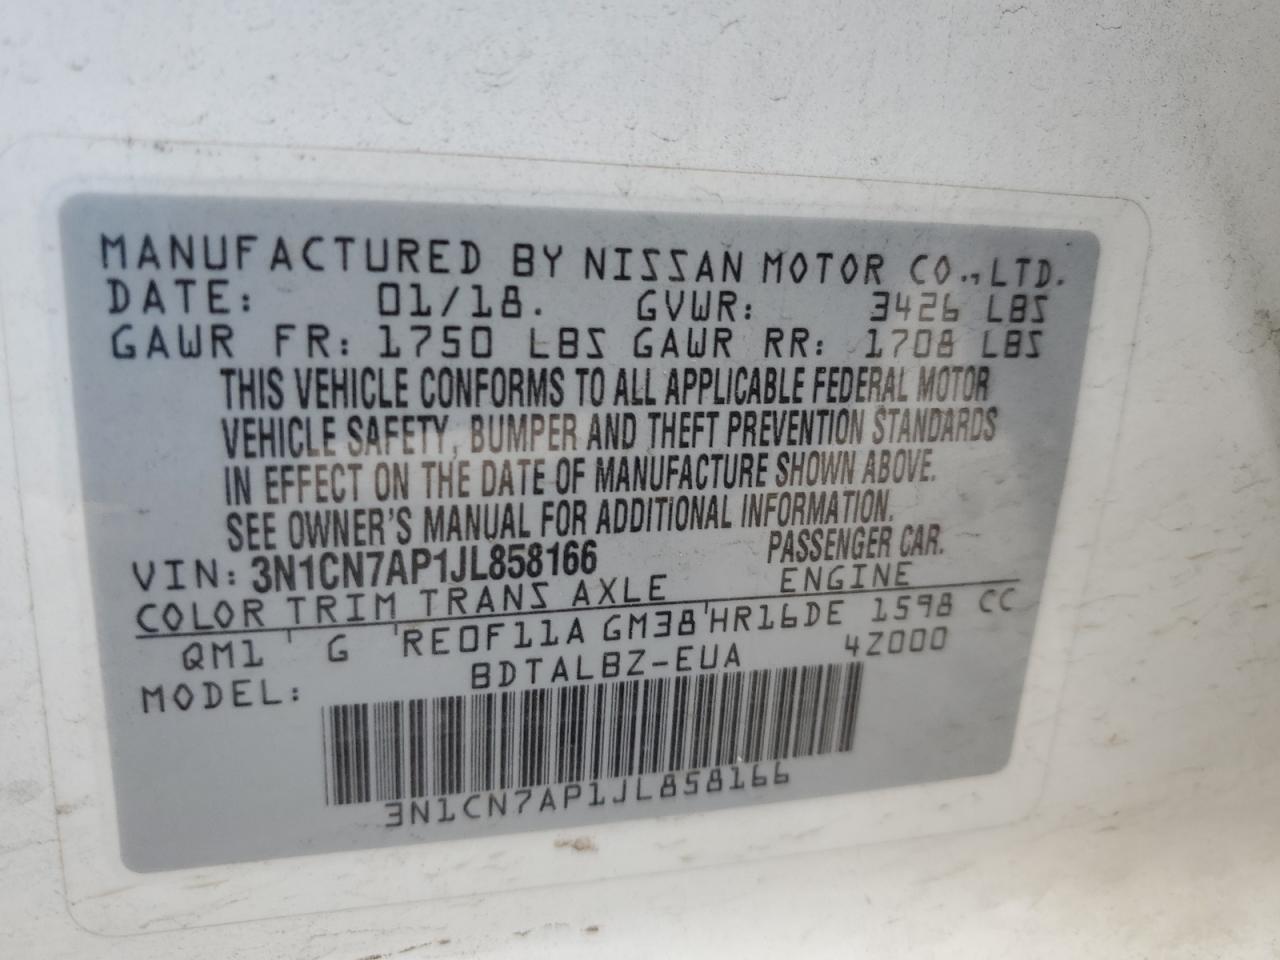 MANUFACTURED BY NISSAN MOTOR CO., LTD.
DATE: 01/18. GVWR: 3426 LBS
GAWR FR: 1750 LBS GAWR RR: 1708 LBS
THIS VEHICLE CONFORMS TO ALL APPLICABLE FEDERAL MOTOR
VEHICLE SAFETY, BUMPER AND THEFT PREVENTION STANDARDS
IN EFFECT ON THE DATE OF MANUFACTURE SHOWN ABOVE.
SEE OWNER'S MANUAL FOR ADDITIONAL INFORMATION.
VIN: 3N1CN7AP1JL858166 PASSENGER CAR.
COLOR TRIM TRANS AXLE ENGINE
QM1 ' G 'RE0F11A GM38'HR16DE 1598 CC
MODEL: BDTALBZ-EUA 4Z000
3N1CN7AP1JL858166